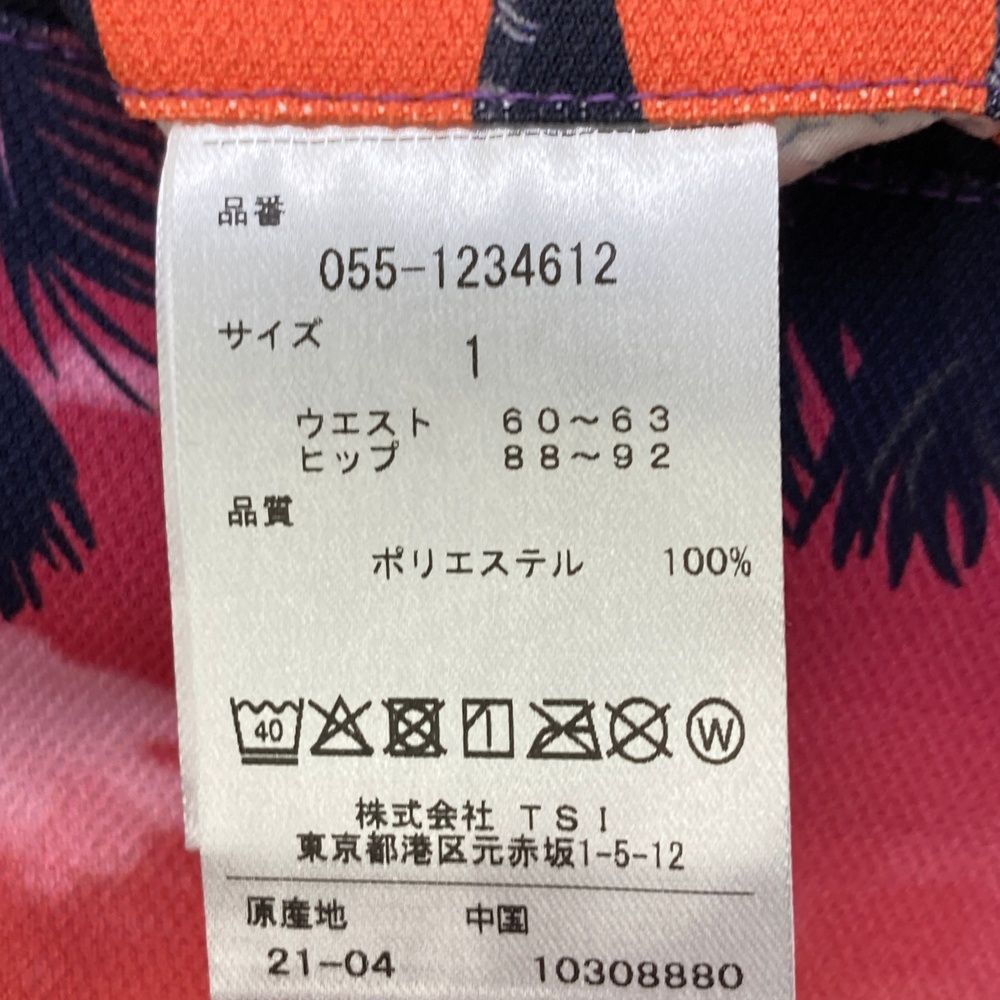 品番
055-1234612
サイズ
1
ウエスト 60～63
ヒップ 88～92
品質
ポリエステル 100%
40
W
株式会社 TSI
東京都港区元赤坂1-5-12
原産地 中国
21-04 10308880